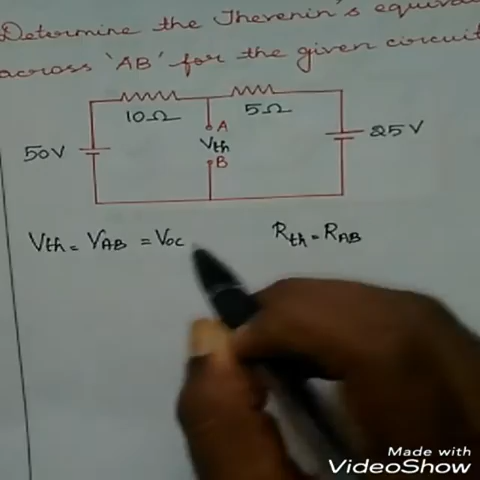 Determine the Thevenin's
across 'AB' for the given circuit
10Ω
5Ω
A
50V
Vth
25V
B
Vth = VAB = VOC
Rth = RAB
Made with
VideoShow